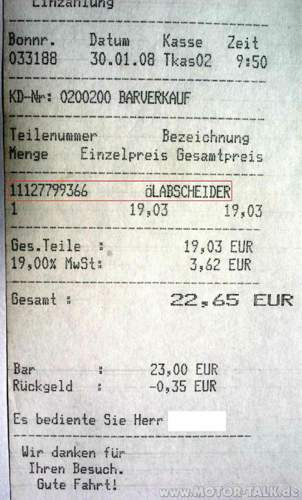 Einzahlung
Bonnr. Datum Kasse Zeit
033188 30.01.08 Tkas02 9:50
KD-Nr: 0200200 BARVERKAUF
Teilenummer Bezeichnung
Menge Einzelpreis Gesamtpreis
11127799366 öLABSCHEIDER
1 19,03 19,03
Ges.Teile : 19,03 EUR
19,00% MwSt: 3,62 EUR
Gesamt : 22,65 EUR
Bar : 23,00 EUR
Rückgeld : -0,35 EUR
Es bediente Sie Herr
Wir danken für
Ihren Besuch.
Gute Fahrt!
www.MOTOR-TALK.de